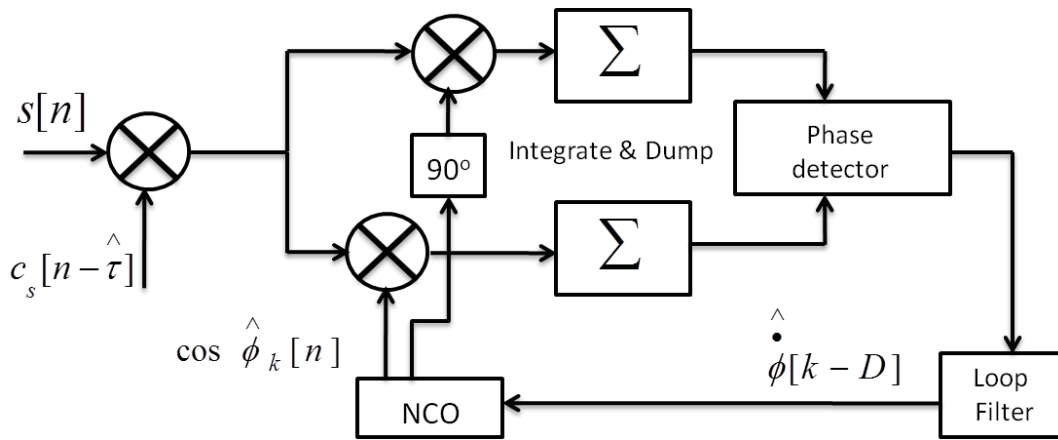 s[n]
∑
90°
Integrate & Dump
Phase
detector
c_s[n-τ̂]
∑
cos φ̂_k[n]
φ̇̂[k-D]
NCO
Loop
Filter